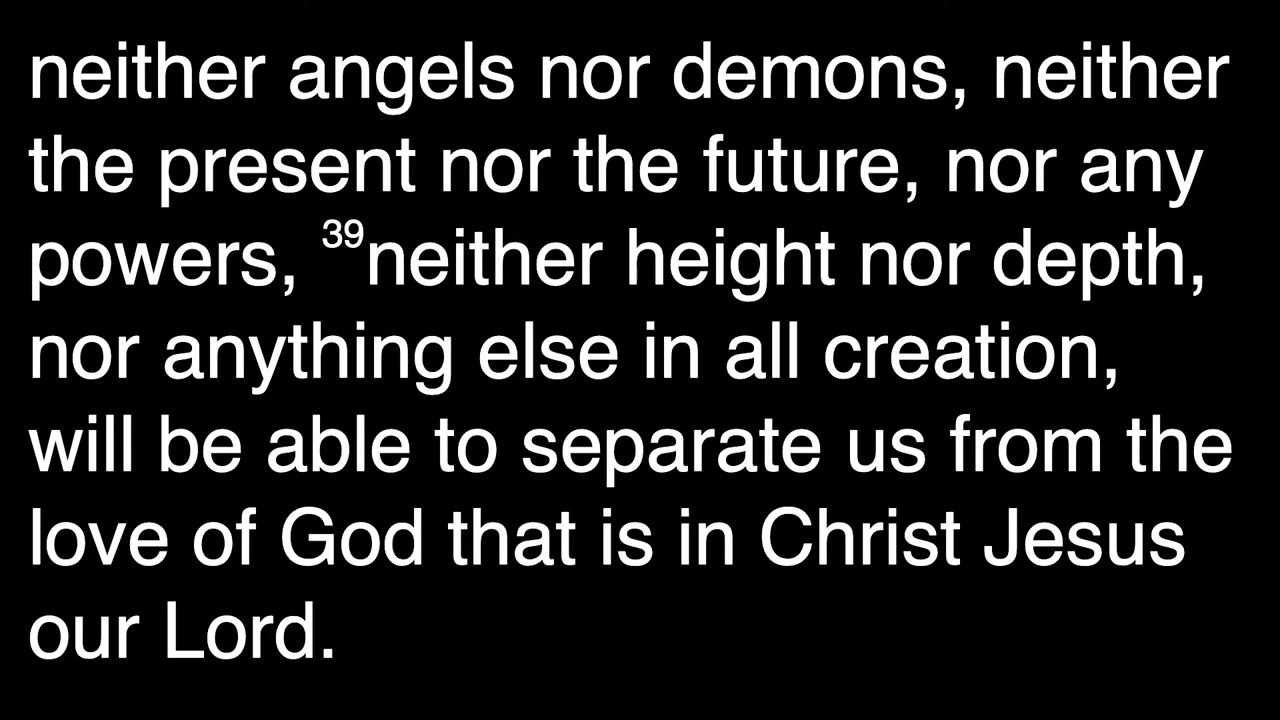 neither angels nor demons, neither
the present nor the future, nor any
powers, ³⁹neither height nor depth,
nor anything else in all creation,
will be able to separate us from the
love of God that is in Christ Jesus
our Lord.